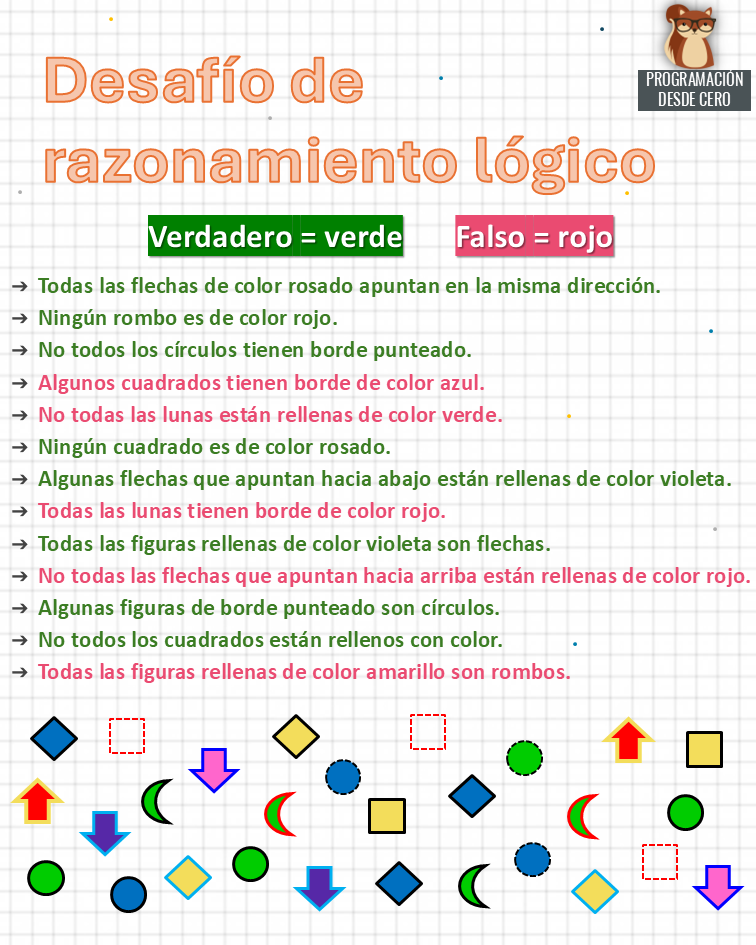 PROGRAMACIÓN
DESDE CERO
Desafío de
razonamiento lógico
Verdadero = verde Falso = rojo
➔ Todas las flechas de color rosado apuntan en la misma dirección.
➔ Ningún rombo es de color rojo.
➔ No todos los círculos tienen borde punteado.
➔ Algunos cuadrados tienen borde de color azul.
➔ No todas las lunas están rellenas de color verde.
➔ Ningún cuadrado es de color rosado.
➔ Algunas flechas que apuntan hacia abajo están rellenas de color violeta.
➔ Todas las lunas tienen borde de color rojo.
➔ Todas las figuras rellenas de color violeta son flechas.
➔ No todas las flechas que apuntan hacia arriba están rellenas de color rojo.
➔ Algunas figuras de borde punteado son círculos.
➔ No todos los cuadrados están rellenos con color.
➔ Todas las figuras rellenas de color amarillo son rombos.